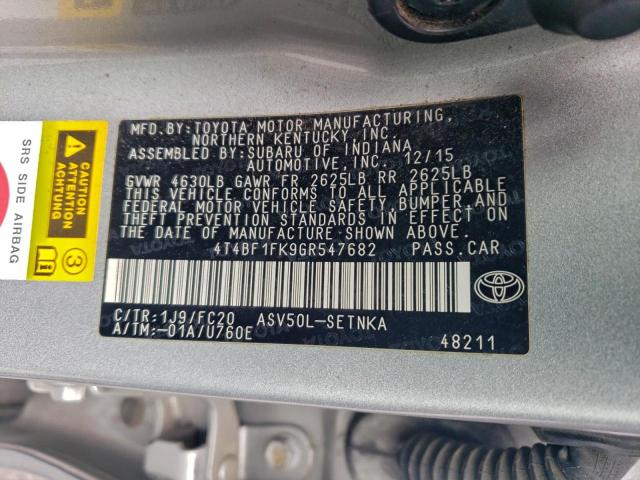 MFD.BY:TOYOTA MOTOR MANUFACTURING,
NORTHERN KENTUCKY,INC.
ASSEMBLED BY:SUBARU OF INDIANA
AUTOMOTIVE,INC. 12/15
GVWR 4630LB GAWR FR 2625LB RR 2625LB
THIS VEHICLE CONFORMS TO ALL APPLICABLE
FEDERAL MOTOR VEHICLE SAFETY, BUMPER,AND
THEFT PREVENTION STANDARDS IN EFFECT ON
THE DATE OF MANUFACTURE SHOWN ABOVE.
4T4BF1FK9GR547682 PASS.CAR
C/TR:1J9/FC20 ASV50L-SETNKA
A/TM:-01A/U760E
48211
TOYOTA
SRS SIDE AIRBAG
CAUTION
ATTENTION
ACHTUNG
3